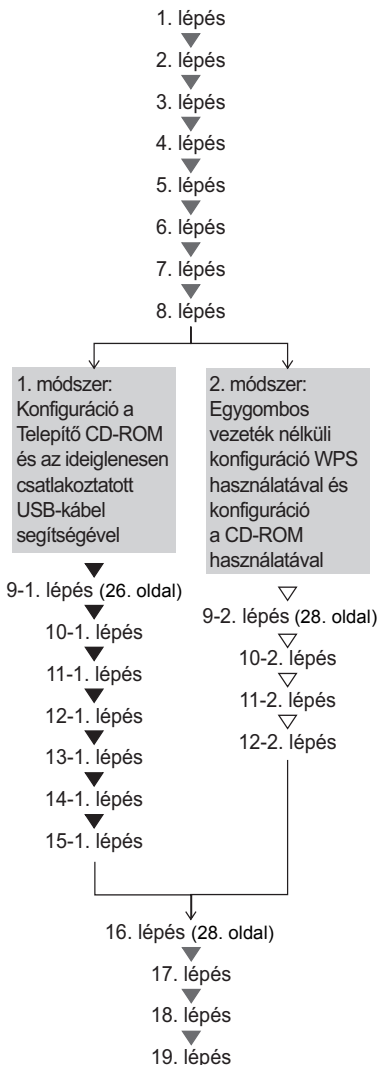 1. lépés
2. lépés
3. lépés
4. lépés
5. lépés
6. lépés
7. lépés
8. lépés
1. módszer:
Konfiguráció a
Telepítő CD-ROM
és az ideiglenesen
csatlakoztatott
USB-kábel
segítségével
9-1. lépés (26. oldal)
10-1. lépés
11-1. lépés
12-1. lépés
13-1. lépés
14-1. lépés
15-1. lépés
2. módszer:
Egygombos
vezeték nélküli
konfiguráció WPS
használatával és
konfiguráció
a CD-ROM
használatával
9-2. lépés (28. oldal)
10-2. lépés
11-2. lépés
12-2. lépés
16. lépés (28. oldal)
17. lépés
18. lépés
19. lépés